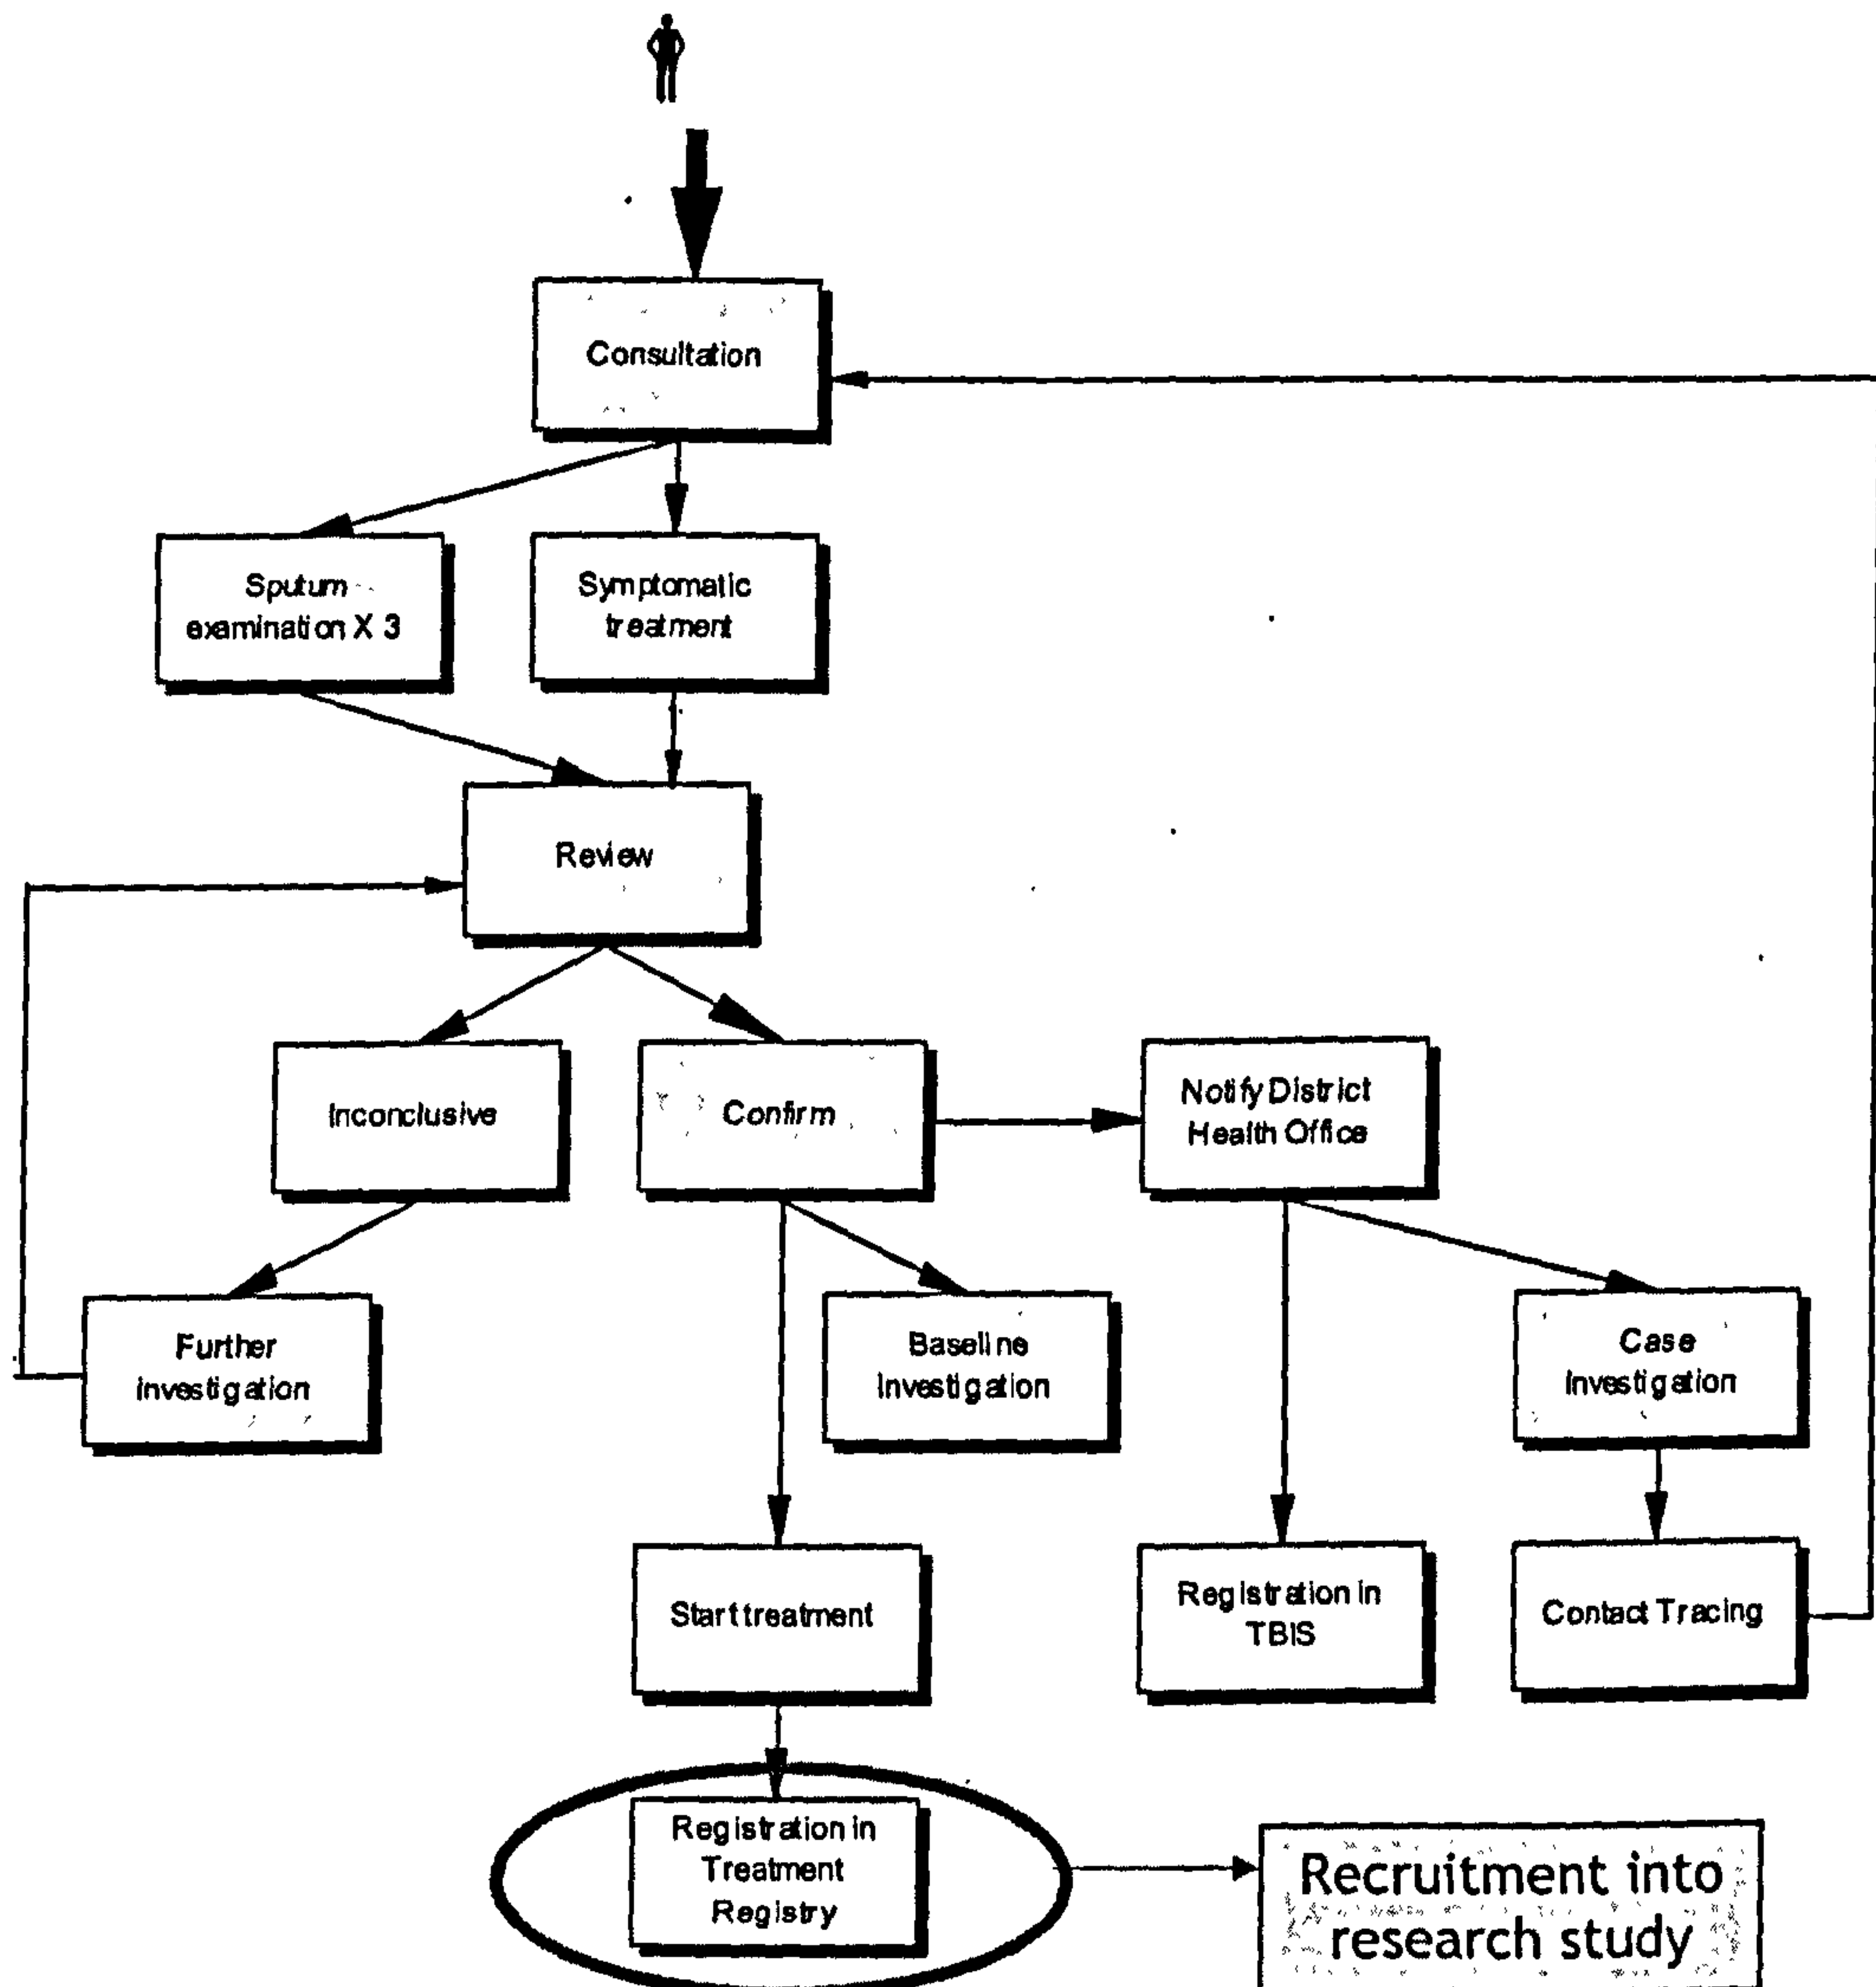 Consultation
Sputum
examination X 3
Symptomatic
treatment
Review
Inconclusive
Confirm
Notify District
Health Office
Further
investigation
Baseline
Investigation
Case
Investigation
Start treatment
Registration in
TBIS
Contact Tracing
Registration in
Treatment
Registry
Recruitment into
research study